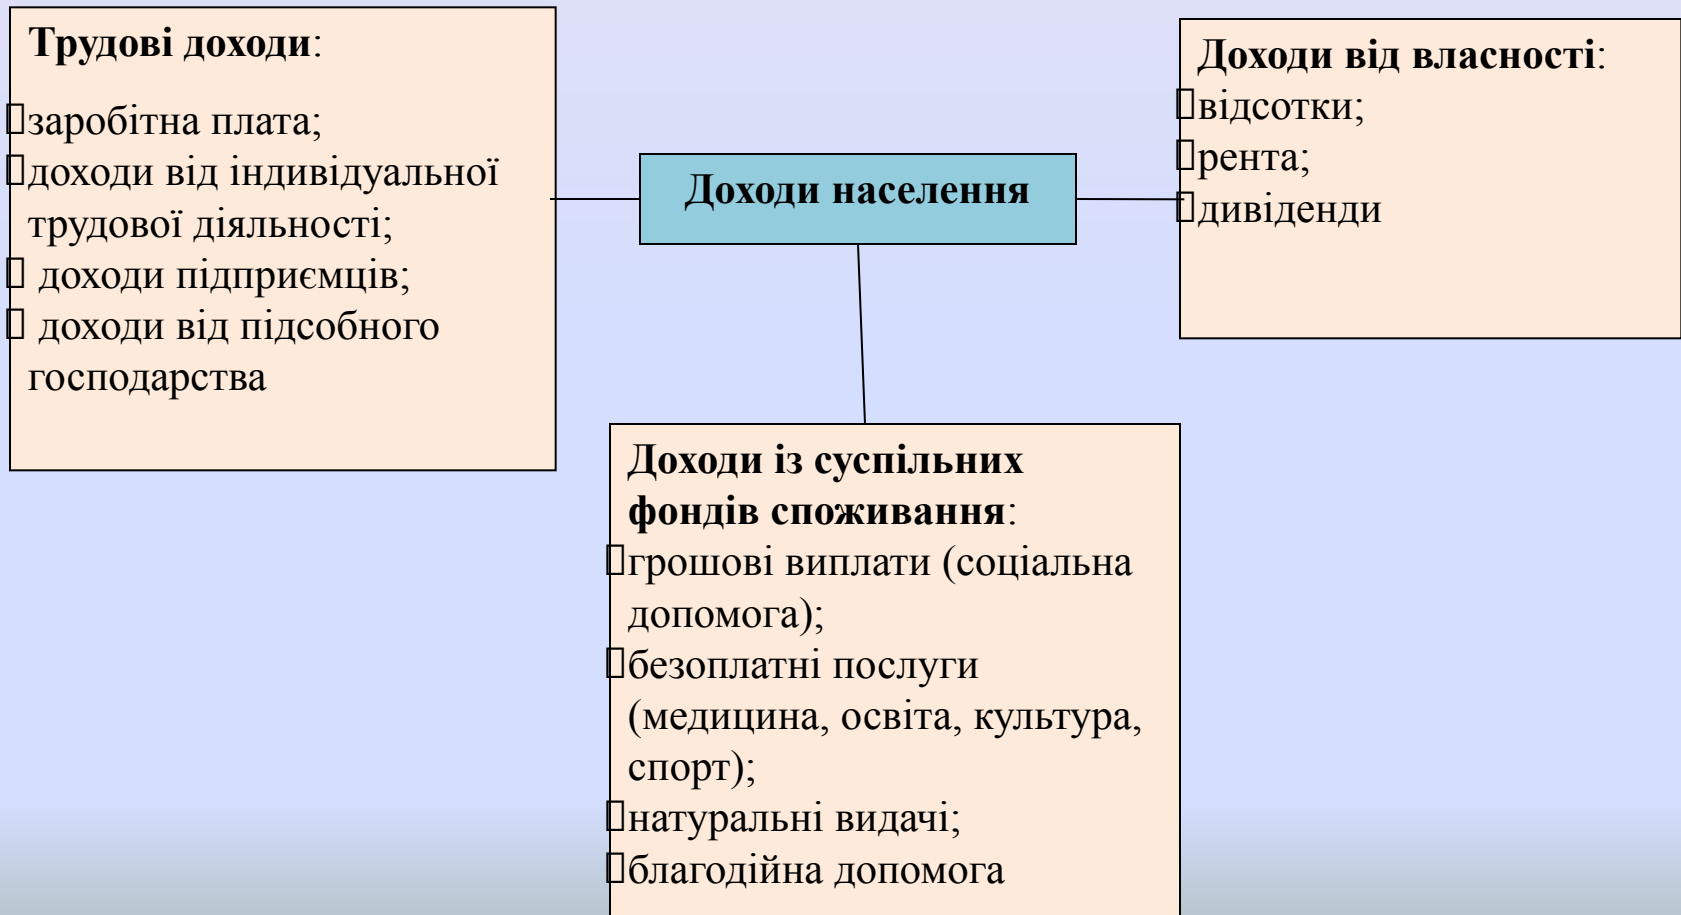 Трудові доходи:
заробітна плата;
доходи від індивідуальної
трудової діяльності;
доходи підприємців;
доходи від підсобного
господарства
Доходи населення
Доходи від власності:
відсотки;
рента;
дивіденди
Доходи із суспільних
фондів споживання:
грошові виплати (соціальна
допомога);
безоплатні послуги
(медицина, освіта, культура,
спорт);
натуральні видачі;
благодійна допомога